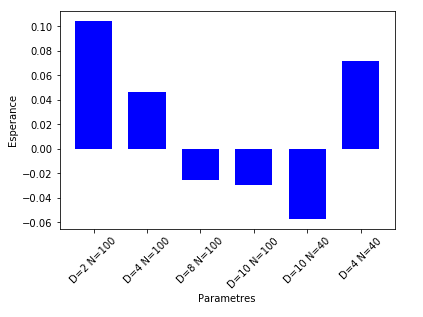 0.10
0.08
0.06
0.04
0.02
0.00
−0.02
−0.04
−0.06
Esperance
D=2 N=100
D=4 N=100
D=8 N=100
D=10 N=100
D=10 N=40
D=4 N=40
Parametres